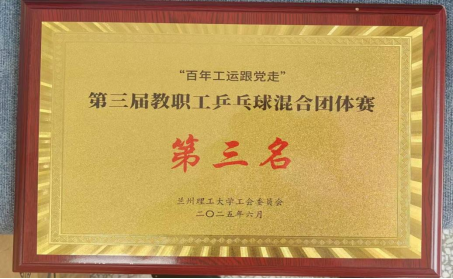 “百年工运跟党走”
第三届教职工乒乓球混合团体赛
第三名
兰州理工大学工会委员会
二〇二五年六月